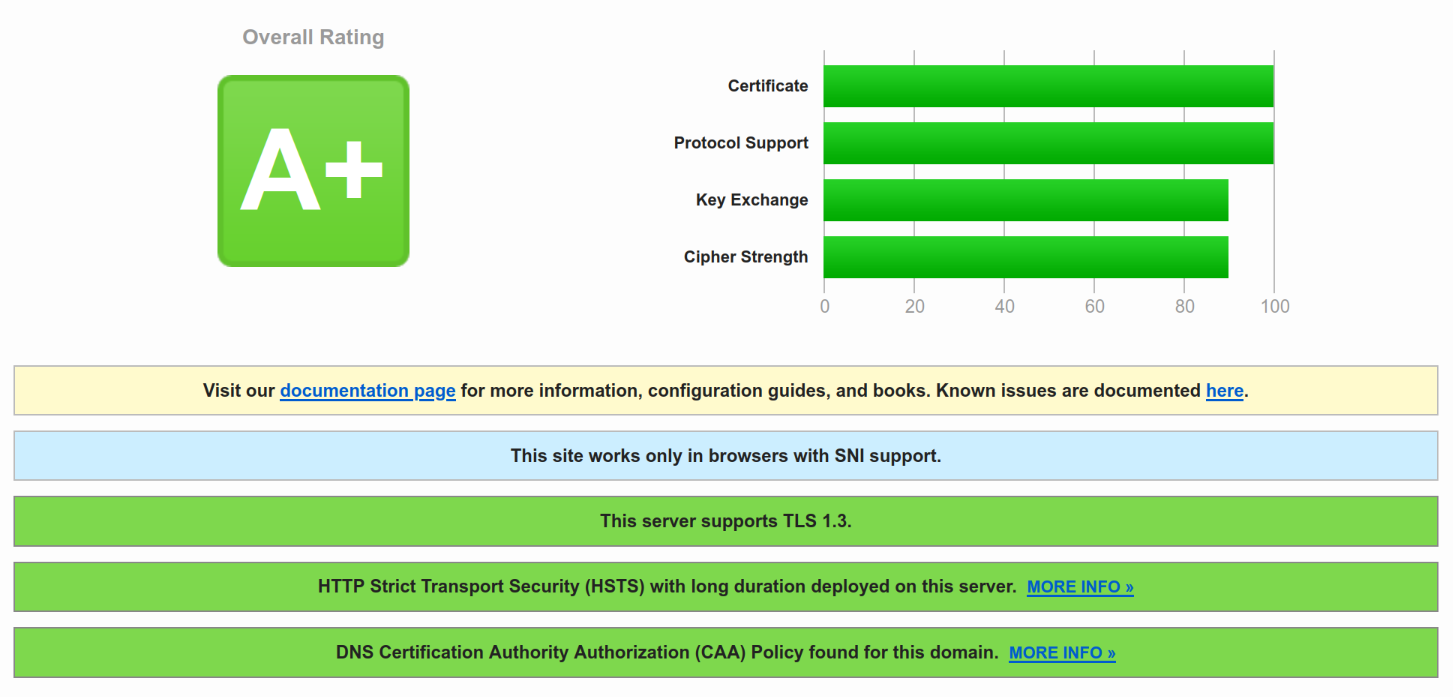 Overall Rating
A+
Certificate
Protocol Support
Key Exchange
Cipher Strength
0 20 40 60 80 100
Visit our documentation page for more information, configuration guides, and books. Known issues are documented here.
This site works only in browsers with SNI support.
This server supports TLS 1.3.
HTTP Strict Transport Security (HSTS) with long duration deployed on this server. MORE INFO »
DNS Certification Authority Authorization (CAA) Policy found for this domain. MORE INFO »